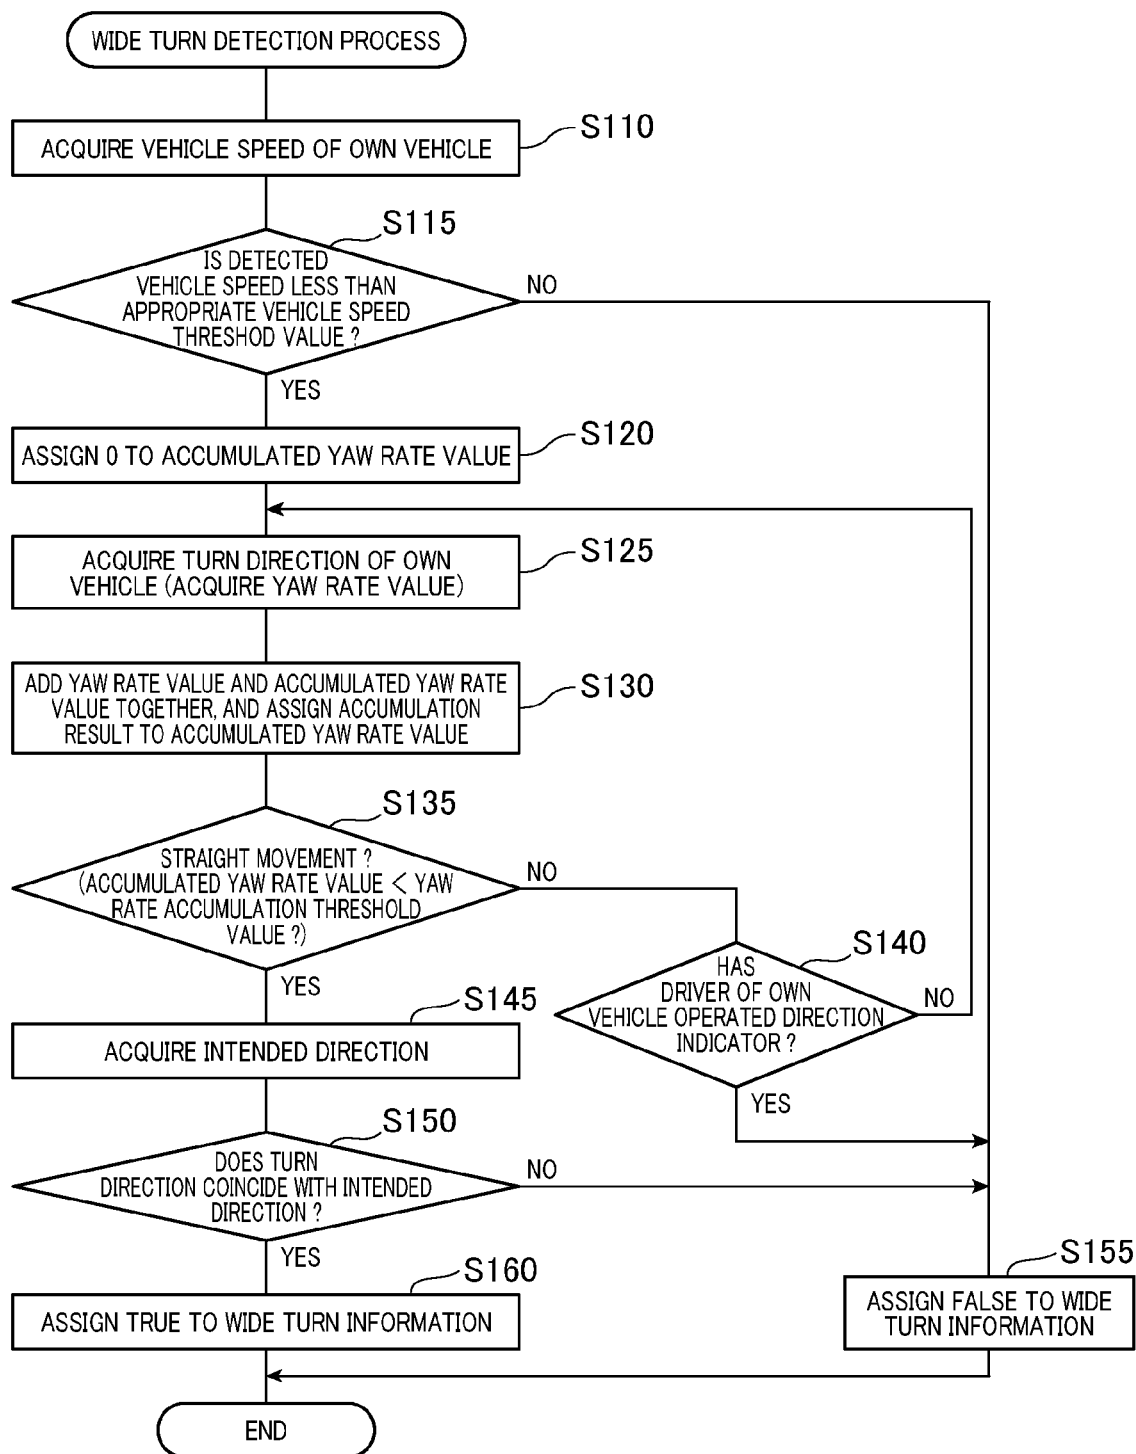 WIDE TURN DETECTION PROCESS
S110
ACQUIRE VEHICLE SPEED OF OWN VEHICLE
S115
IS DETECTED
VEHICLE SPEED LESS THAN
APPROPRIATE VEHICLE SPEED
THRESHOD VALUE ?
NO
YES
S120
ASSIGN 0 TO ACCUMULATED YAW RATE VALUE
S125
ACQUIRE TURN DIRECTION OF OWN
VEHICLE (ACQUIRE YAW RATE VALUE)
S130
ADD YAW RATE VALUE AND ACCUMULATED YAW RATE
VALUE TOGETHER, AND ASSIGN ACCUMULATION
RESULT TO ACCUMULATED YAW RATE VALUE
S135
STRAIGHT MOVEMENT ?
(ACCUMULATED YAW RATE VALUE < YAW
RATE ACCUMULATION THRESHOLD
VALUE ?)
NO
YES
S140
HAS
DRIVER OF OWN
VEHICLE OPERATED DIRECTION
INDICATOR ?
NO
YES
S145
ACQUIRE INTENDED DIRECTION
S150
DOES TURN
DIRECTION COINCIDE WITH INTENDED
DIRECTION ?
NO
YES
S155
ASSIGN FALSE TO WIDE
TURN INFORMATION
S160
ASSIGN TRUE TO WIDE TURN INFORMATION
END